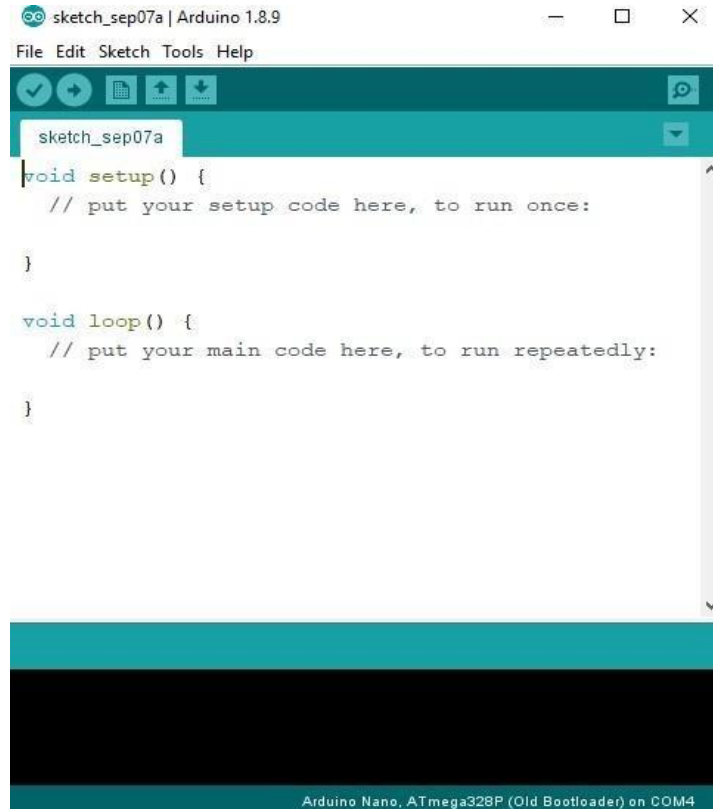 sketch_sep07a | Arduino 1.8.9
File Edit Sketch Tools Help
sketch_sep07a
void setup() {
  // put your setup code here, to run once:
}
void loop() {
  // put your main code here, to run repeatedly:
}
Arduino Nano, ATmega328P (Old Bootloader) on COM4